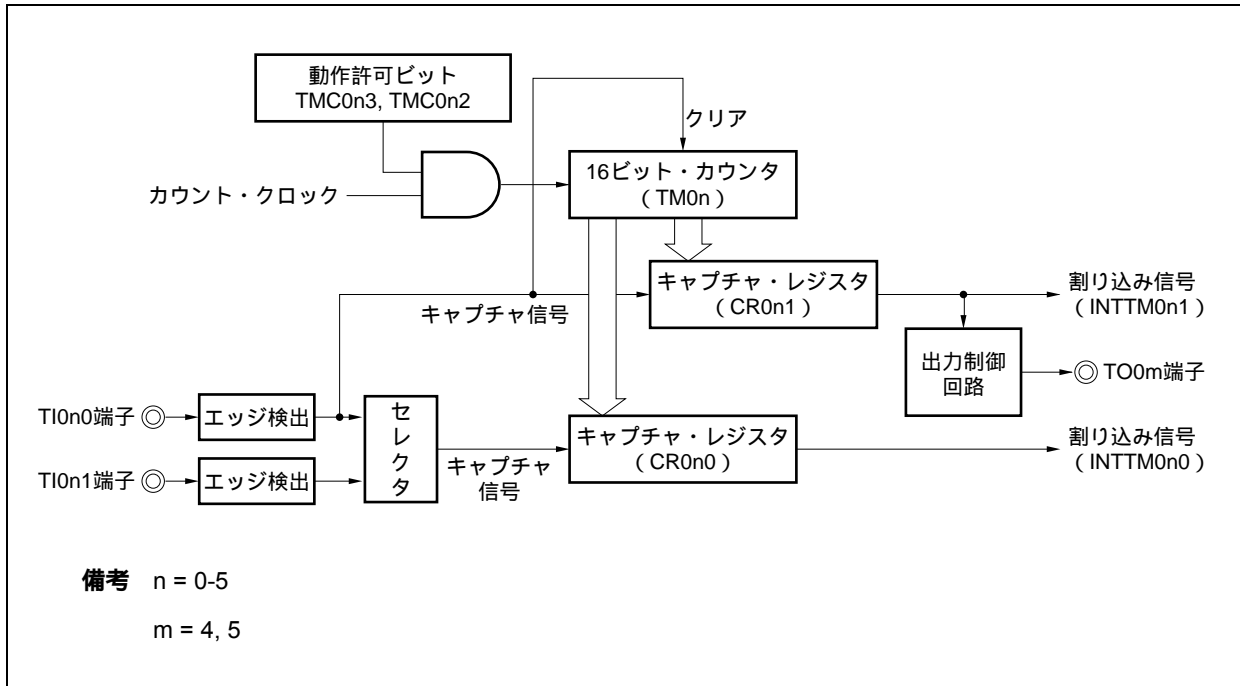 動作許可ビット
TMC0n3, TMC0n2
クリア
カウント・クロック
16ビット・カウンタ
（TM0n）
キャプチャ・レジスタ
（CR0n1）
割り込み信号
（INTTM0n1）
キャプチャ信号
出力制御
回路
TO0m端子
TI0n0端子
エッジ検出
セレクタ
キャプチャ・レジスタ
（CR0n0）
割り込み信号
（INTTM0n0）
キャプチャ
信号
TI0n1端子
エッジ検出
備考 n = 0-5
m = 4, 5